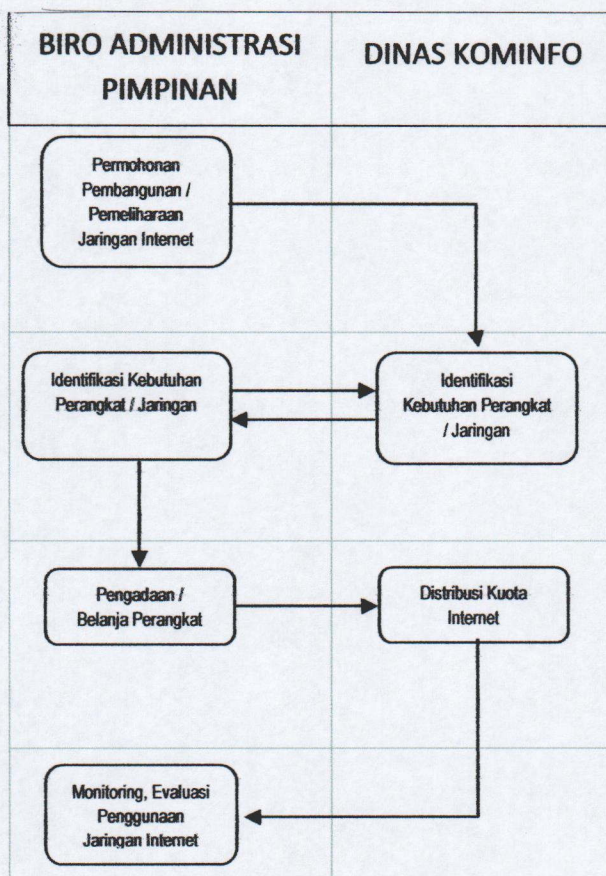 BIRO ADMINISTRASI
PIMPINAN
DINAS KOMINFO
Permohonan
Pembangunan /
Pemeliharaan
Jaringan Internet
Identifikasi Kebutuhan
Perangkat / Jaringan
Identifikasi
Kebutuhan Perangkat
/ Jaringan
Pengadaan /
Belanja Perangkat
Distribusi Kuota
Internet
Monitoring, Evaluasi
Penggunaan
Jaringan Internet